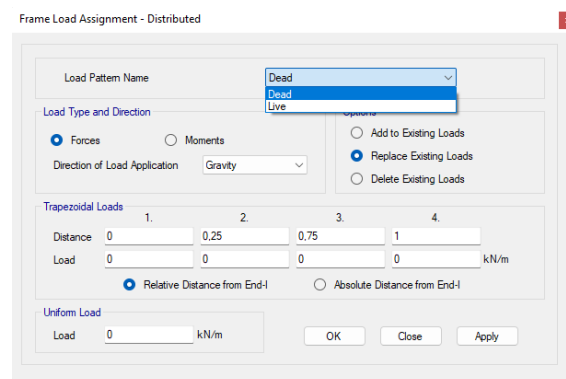 Frame Load Assignment - Distributed
Load Pattern Name
Dead
Dead
Live
Load Type and Direction
Options
Forces
Moments
Direction of Load Application
Gravity
Add to Existing Loads
Replace Existing Loads
Delete Existing Loads
Trapezoidal Loads
1. 2. 3. 4.
Distance 0 0,25 0,75 1
Load 0 0 0 0 kN/m
Relative Distance from End-I
Absolute Distance from End-I
Uniform Load
Load 0 kN/m
OK Close Apply